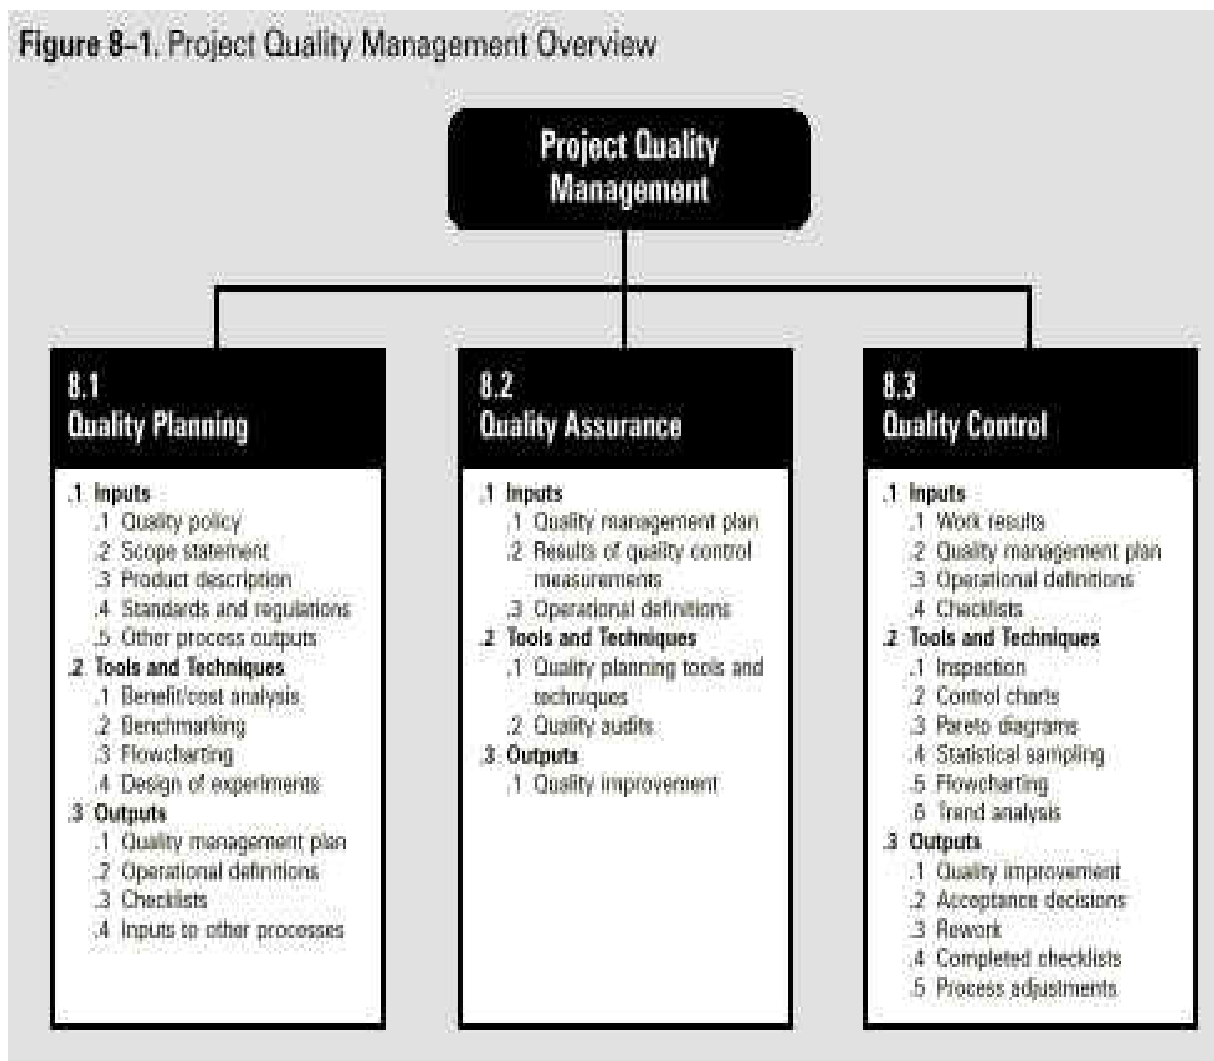 Figure 8–1. Project Quality Management Overview
Project Quality
Management
8.1
Quality Planning
.1 Inputs
.1 Quality policy
.2 Scope statement
.3 Product description
.4 Standards and regulations
.5 Other process outputs
.2 Tools and Techniques
.1 Benefit/cost analysis
.2 Benchmarking
.3 Flowcharting
.4 Design of experiments
.3 Outputs
.1 Quality management plan
.2 Operational definitions
.3 Checklists
.4 Inputs to other processes
8.2
Quality Assurance
.1 Inputs
.1 Quality management plan
.2 Results of quality control
measurements
.3 Operational definitions
.2 Tools and Techniques
.1 Quality planning tools and
techniques
.2 Quality audits
.3 Outputs
.1 Quality improvement
8.3
Quality Control
.1 Inputs
.1 Work results
.2 Quality management plan
.3 Operational definitions
.4 Checklists
.2 Tools and Techniques
.1 Inspection
.2 Control charts
.3 Pareto diagrams
.4 Statistical sampling
.5 Flowcharting
.6 Trend analysis
.3 Outputs
.1 Quality improvement
.2 Acceptance decisions
.3 Rework
.4 Completed checklists
.5 Process adjustments